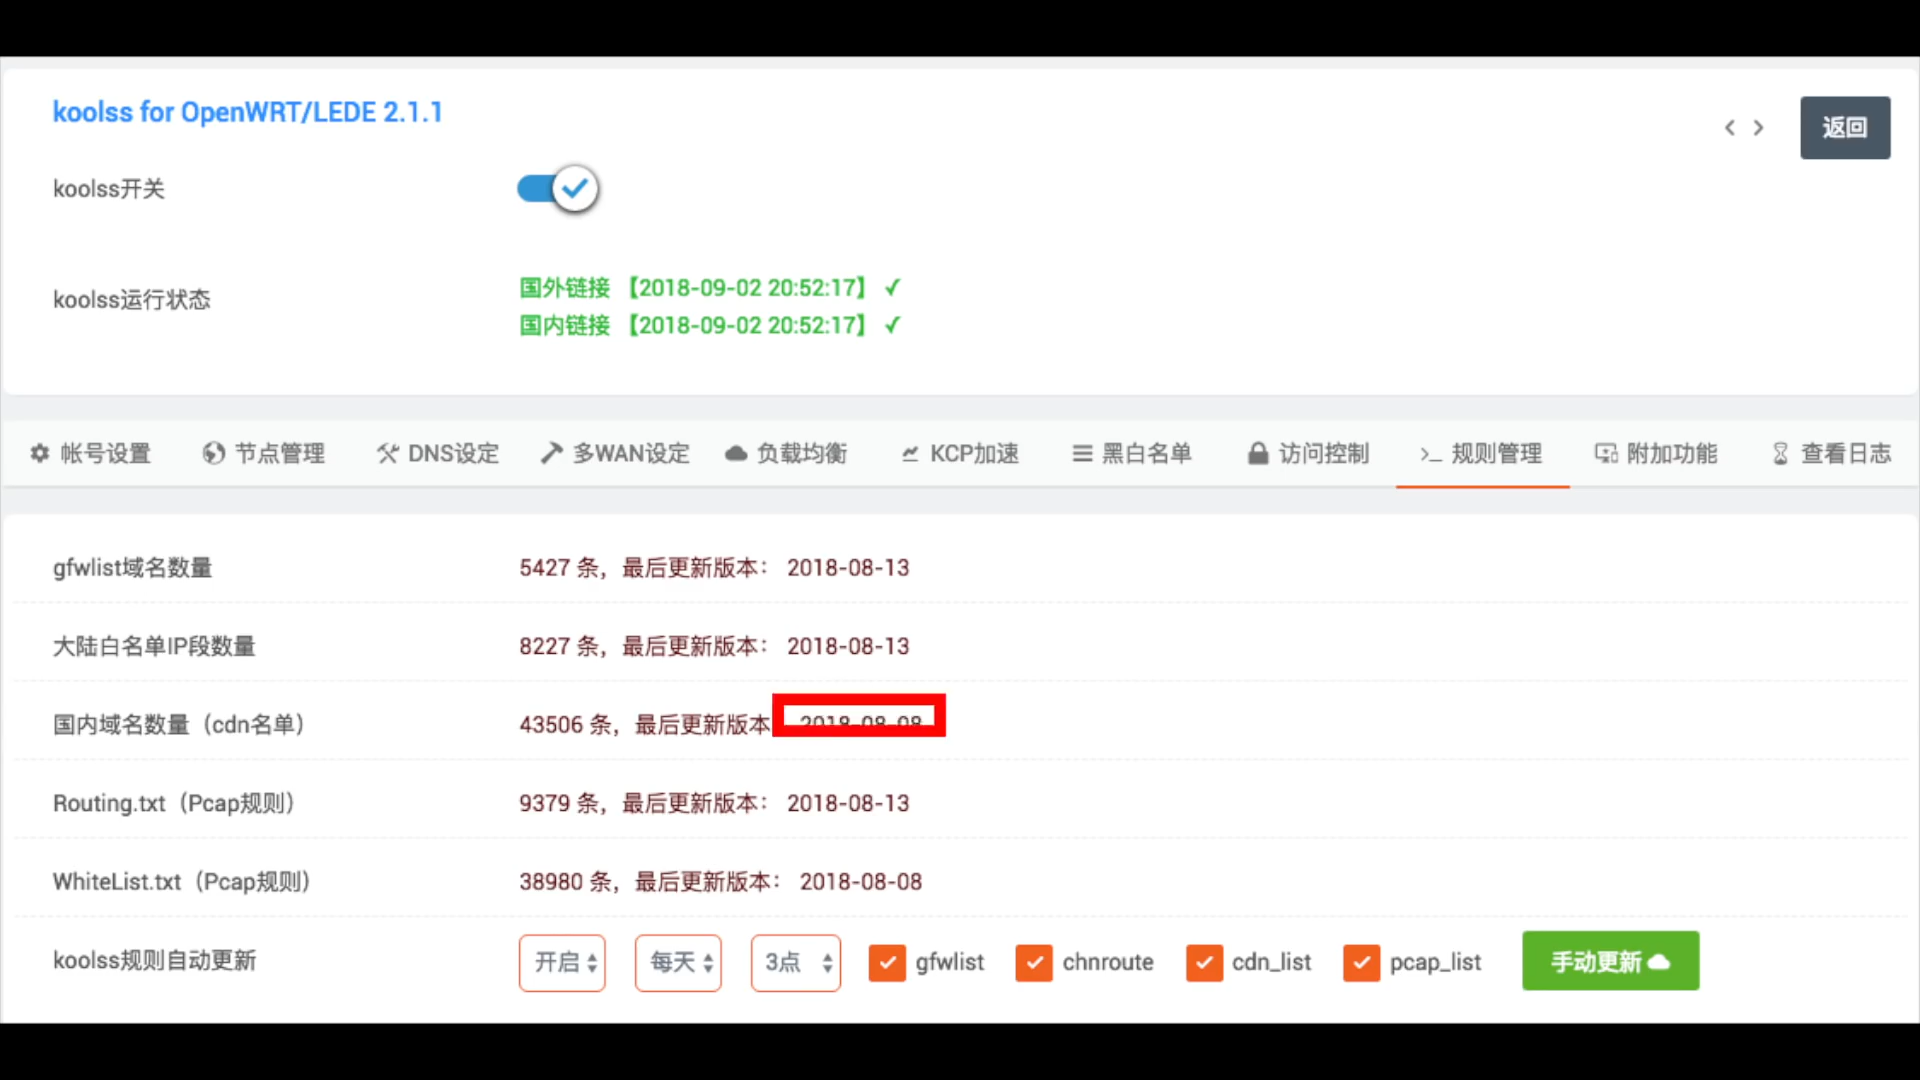 koolss for OpenWRT/LEDE 2.1.1
返回
koolss开关
koolss运行状态
国外链接 【2018-09-02 20:52:17】 ✓
国内链接 【2018-09-02 20:52:17】 ✓
帐号设置 节点管理 DNS设定 多WAN设定 负载均衡 KCP加速 黑白名单 访问控制 >_ 规则管理 附加功能 查看日志
gfwlist域名数量 5427 条，最后更新版本： 2018-08-13
大陆白名单IP段数量 8227 条，最后更新版本： 2018-08-13
国内域名数量（cdn名单） 43506 条，最后更新版本 2018-08-08
Routing.txt（Pcap规则） 9379 条，最后更新版本： 2018-08-13
WhiteList.txt（Pcap规则） 38980 条，最后更新版本： 2018-08-08
koolss规则自动更新 开启 每天 3点 gfwlist chnroute cdn_list pcap_list 手动更新